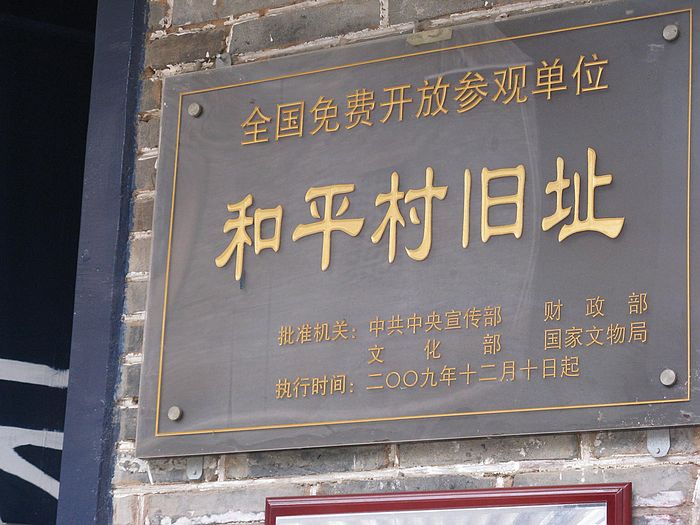 全国免费开放参观单位
和平村旧址
批准机关：中共中央宣传部 财政部
文化部 国家文物局
执行时间：二〇〇九年十二月十日起